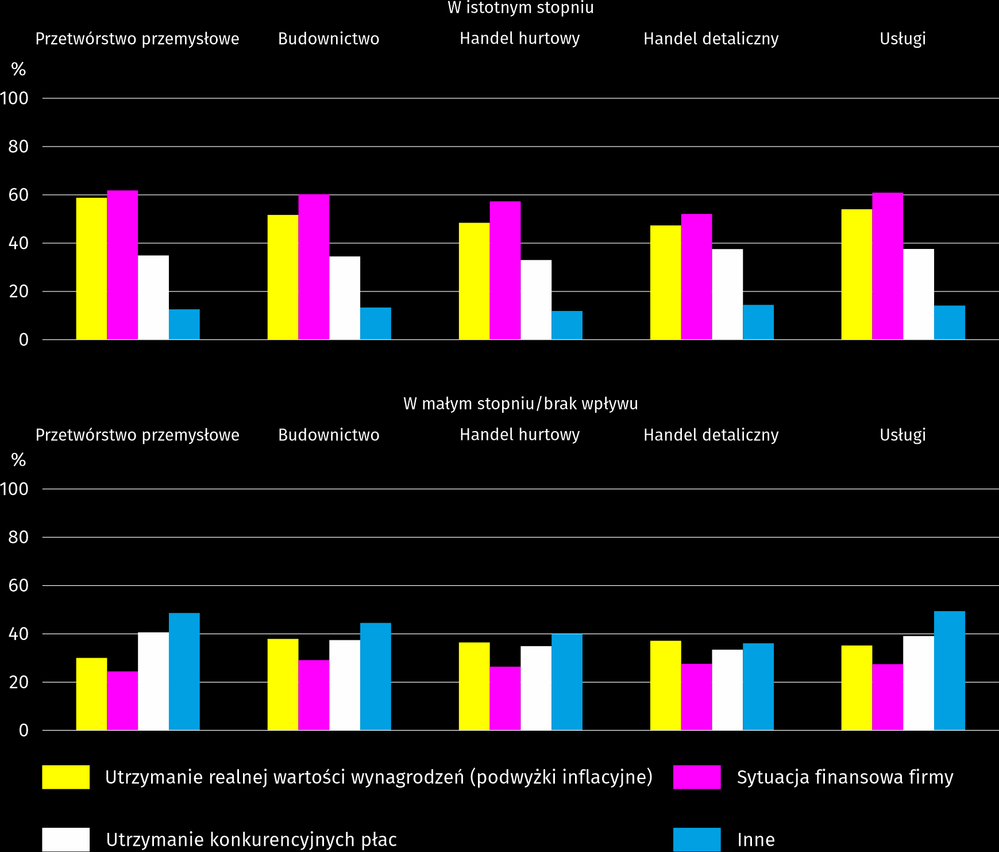 W istotnym stopniu
Przetwórstwo przemysłowe Budownictwo Handel hurtowy Handel detaliczny Usługi
%
100
80
60
40
20
0
W małym stopniu/brak wpływu
Przetwórstwo przemysłowe Budownictwo Handel hurtowy Handel detaliczny Usługi
%
100
80
60
40
20
0
Utrzymanie realnej wartości wynagrodzeń (podwyżki inflacyjne) Sytuacja finansowa firmy
Utrzymanie konkurencyjnych płac Inne